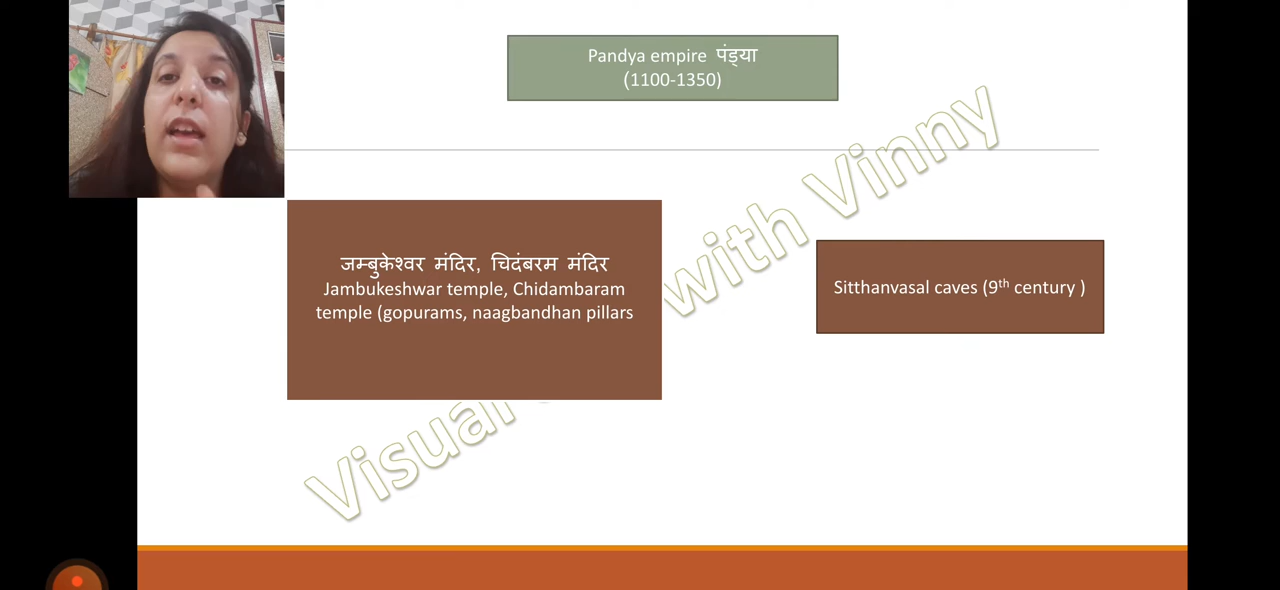 Pandya empire पंड्या
(1100-1350)
जम्बुकेश्वर मंदिर, चिदंबरम मंदिर
Jambukeshwar temple, Chidambaram
temple (gopurams, naagbandhan pillars
Sitthanvasal caves (9th century )
Visual
with Vinny